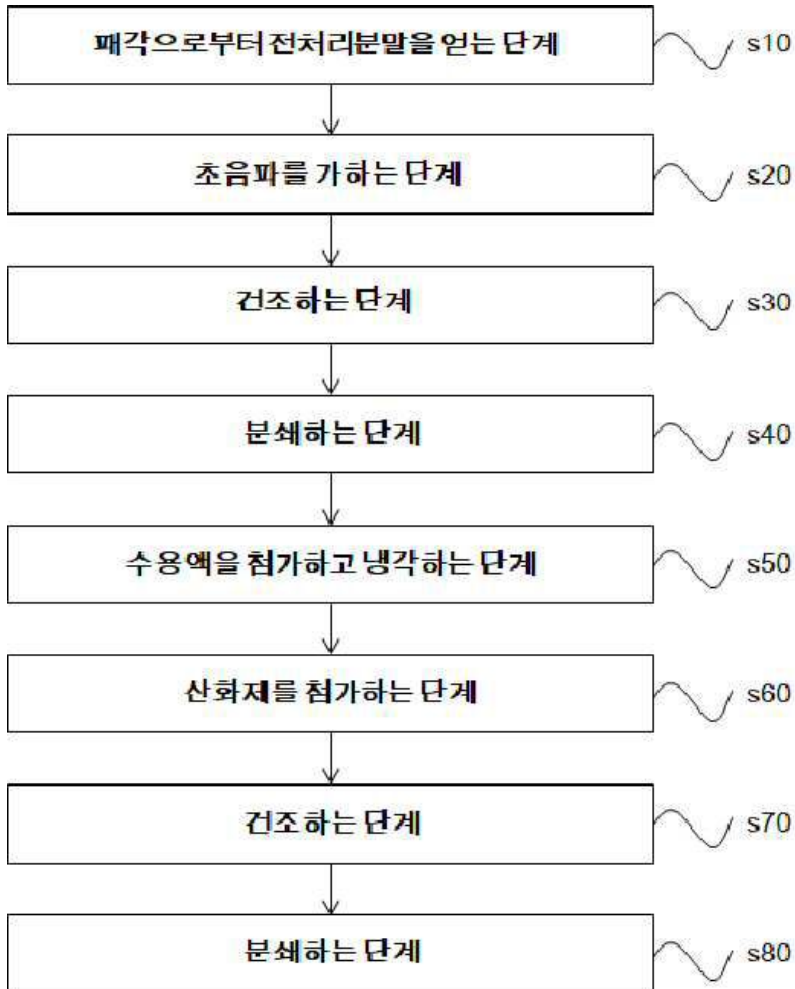 패각으로부터 전처리분말을 얻는 단계
s10
초음파를 가하는 단계
s20
건조하는 단계
s30
분쇄하는 단계
s40
수용액을 첨가하고 냉각하는 단계
s50
산화제를 첨가하는 단계
s60
건조하는 단계
s70
분쇄하는 단계
s80